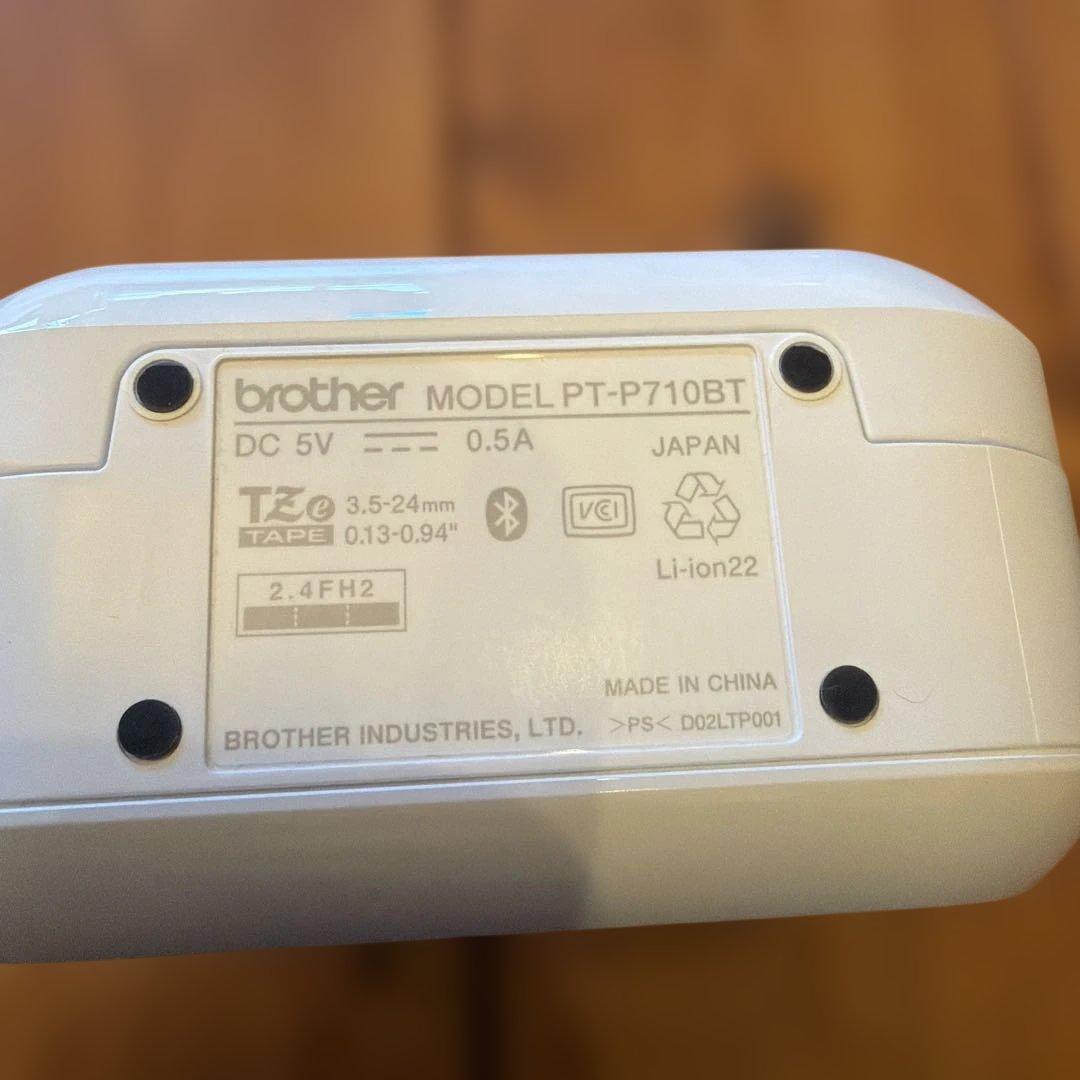 brother MODEL PT-P710BT
DC 5V 0.5A JAPAN
TZe TAPE 3.5-24mm
0.13-0.94"
VCCI
Li-ion22
2.4FH2
MADE IN CHINA
BROTHER INDUSTRIES, LTD. >PS< D02LTP001